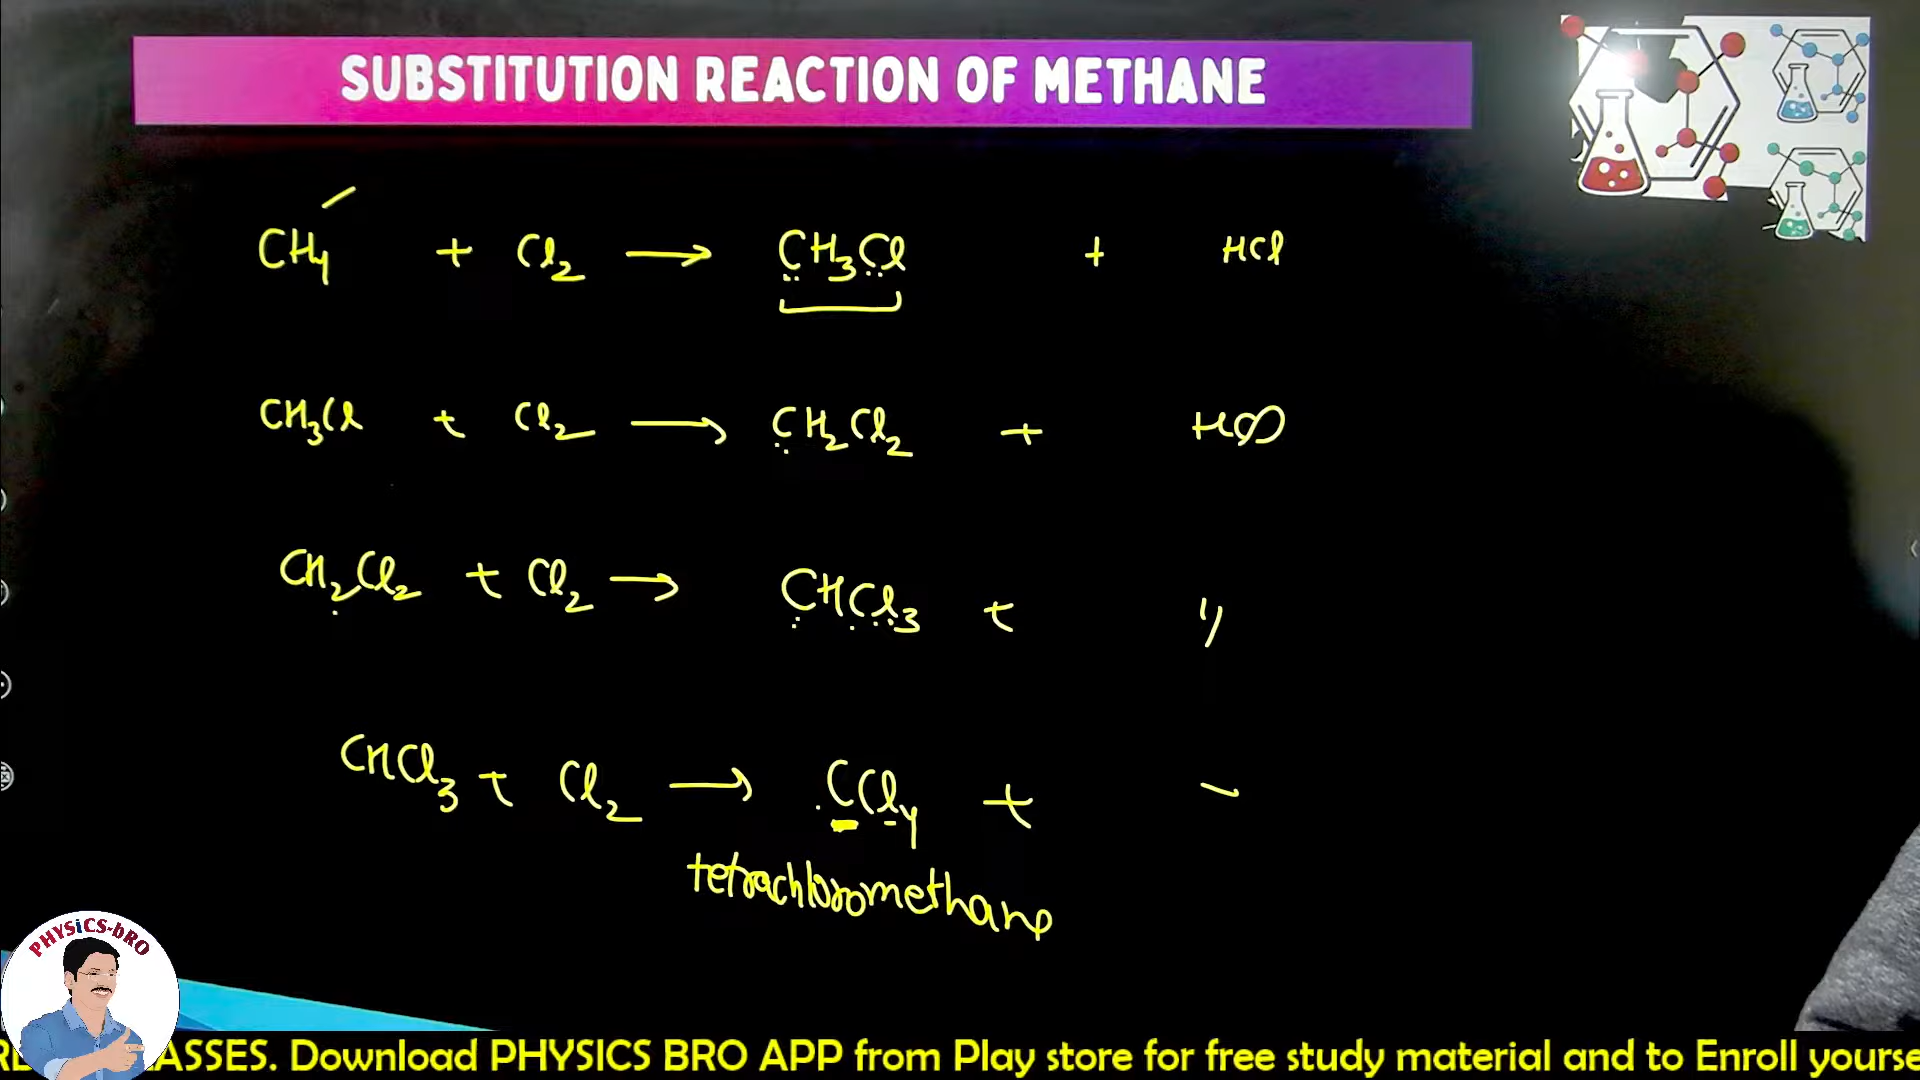 SUBSTITUTION REACTION OF METHANE
CH4 + Cl2 → CH3Cl + HCl
CH3Cl + Cl2 → CH2Cl2 + HCl
CH2Cl2 + Cl2 → CHCl3 + "
CHCl3 + Cl2 → CCl4 +
tetrachloromethane
PHYSiCS-bRO
ASSES. Download PHYSICS BRO APP from Play store for free study material and to Enroll yourse